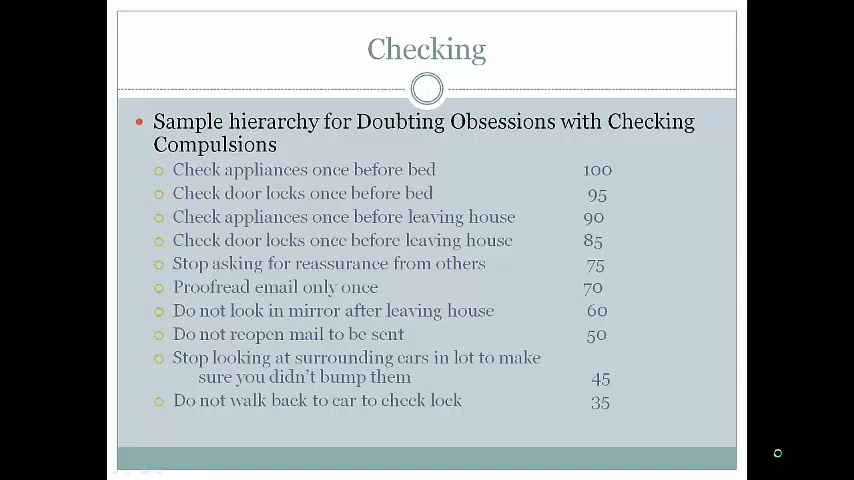 Checking
Sample hierarchy for Doubting Obsessions with Checking
Compulsions
Check appliances once before bed 100
Check door locks once before bed 95
Check appliances once before leaving house 90
Check door locks once before leaving house 85
Stop asking for reassurance from others 75
Proofread email only once 70
Do not look in mirror after leaving house 60
Do not reopen mail to be sent 50
Stop looking at surrounding cars in lot to make
sure you didn't bump them 45
Do not walk back to car to check lock 35